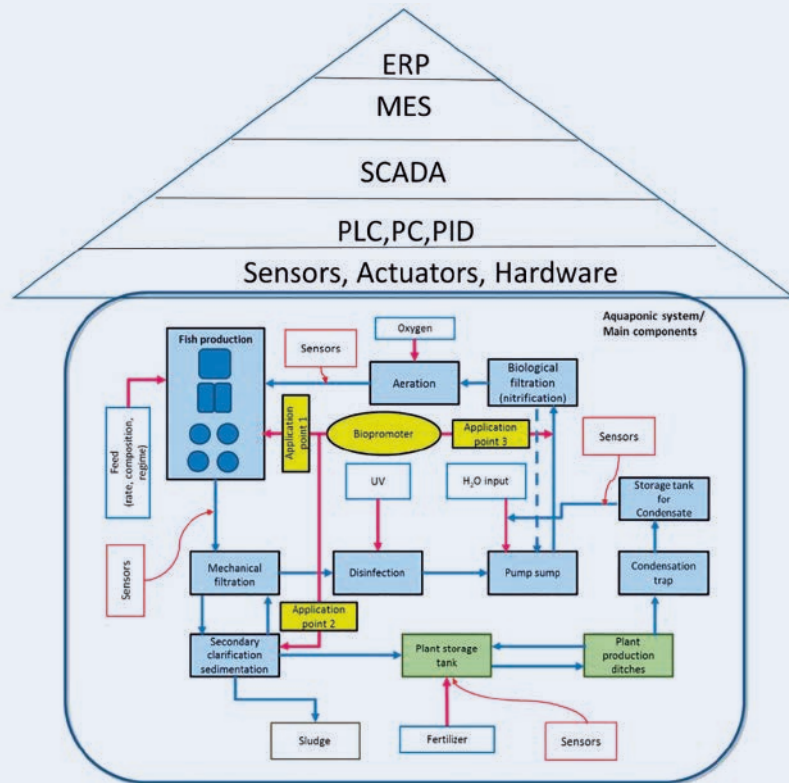 ERP
MES
SCADA
PLC,PC,PID
Sensors, Actuators, Hardware
Aquaponic system/
Main components
Oxygen
Fish production
Sensors
Aeration
Biological
filtration
(nitrification)
Application
point 1
Biopromoter
Application
point 3
Sensors
Feed
(rate, composition,
regime)
UV
H₂O input
Storage tank
for
Condensate
Sensors
Mechanical
filtration
Disinfection
Pump sump
Condensation
trap
Application
point 2
Secondary
clarification
sedimentation
Plant storage
tank
Plant
production
ditches
Sludge
Fertilizer
Sensors